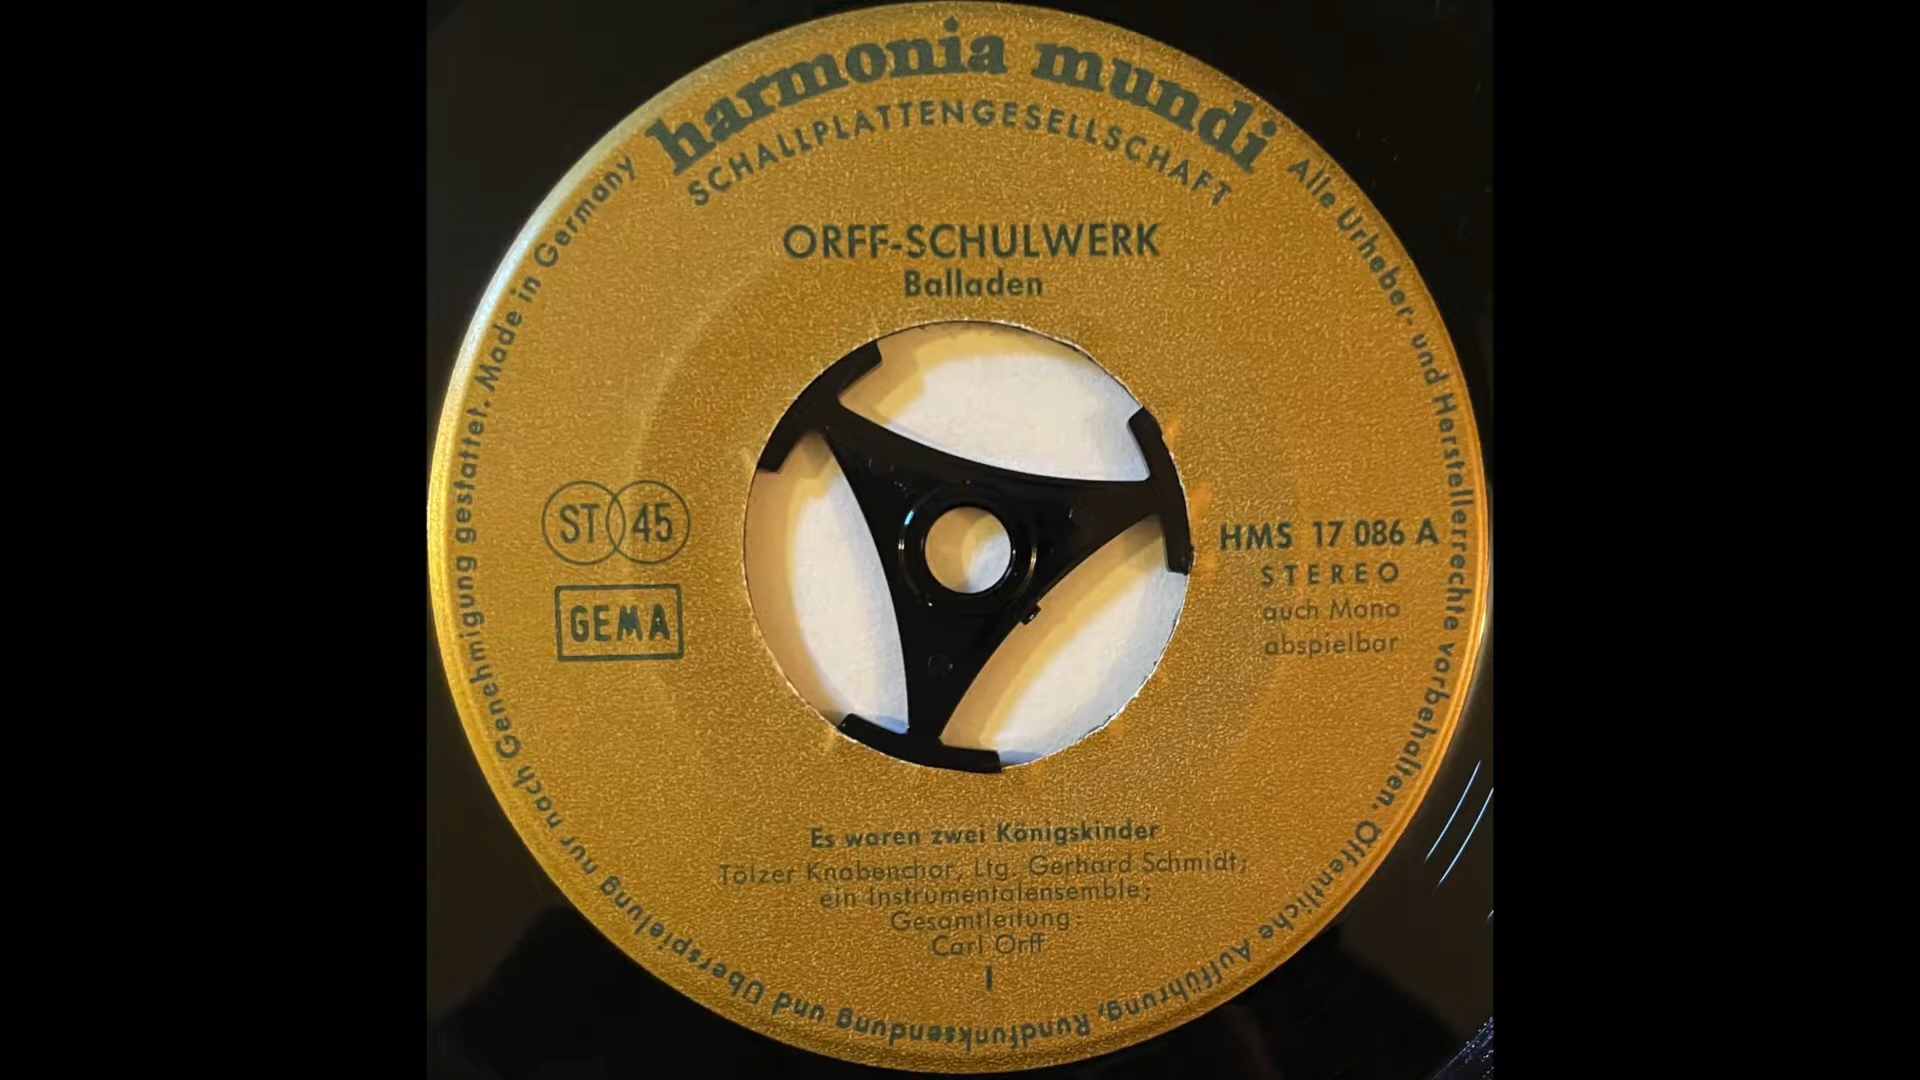 harmonia mundi
SCHALLPLATTENGESELLSCHAFT
ORFF-SCHULWERK
Balladen
ST 45
GEMA
HMS 17 086 A
STEREO
auch Mono
abspielbar
Es waren zwei Königskinder
Tölzer Knabenchor, Ltg. Gerhard Schmidt;
ein Instrumentalensemble;
Gesamtleitung:
Carl Orff
I
Alle Urheber- und Herstellerrechte vorbehalten. Öffentliche Aufführung, Rundfunksendung und Überspielung nur nach Genehmigung gestattet. Made in Germany